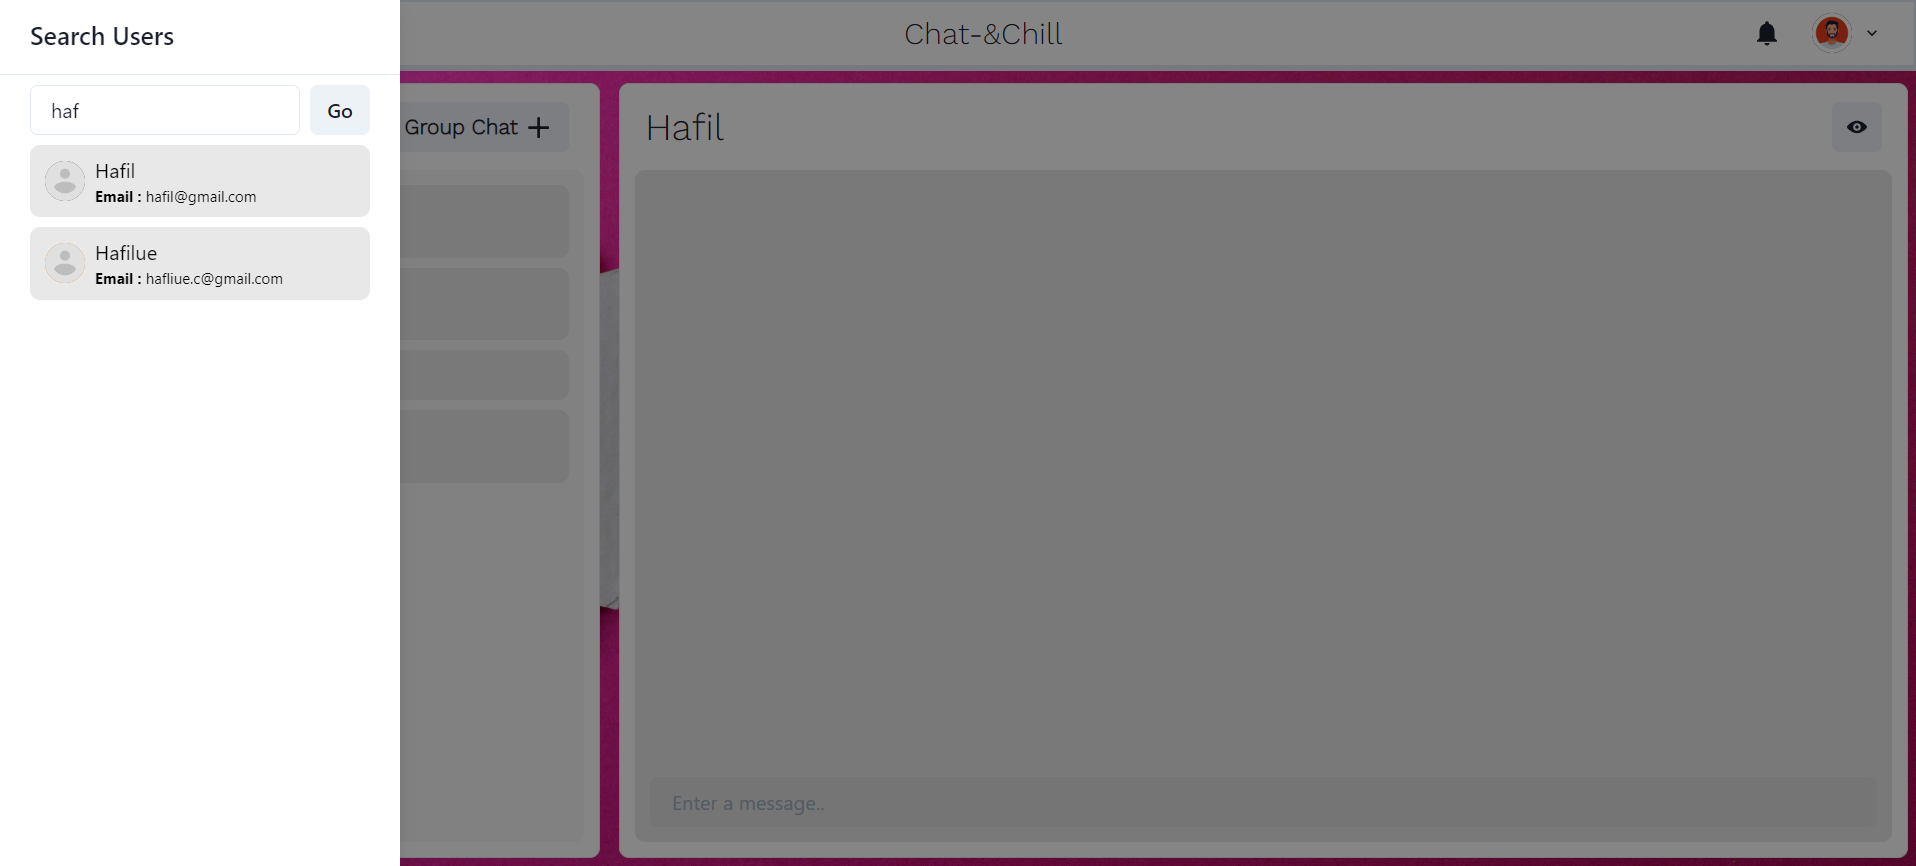 Search Users
haf
Go
Hafil
Email : hafil@gmail.com
Hafilue
Email : hafliue.c@gmail.com
Chat-&Chill
Group Chat
Hafil
Enter a message..